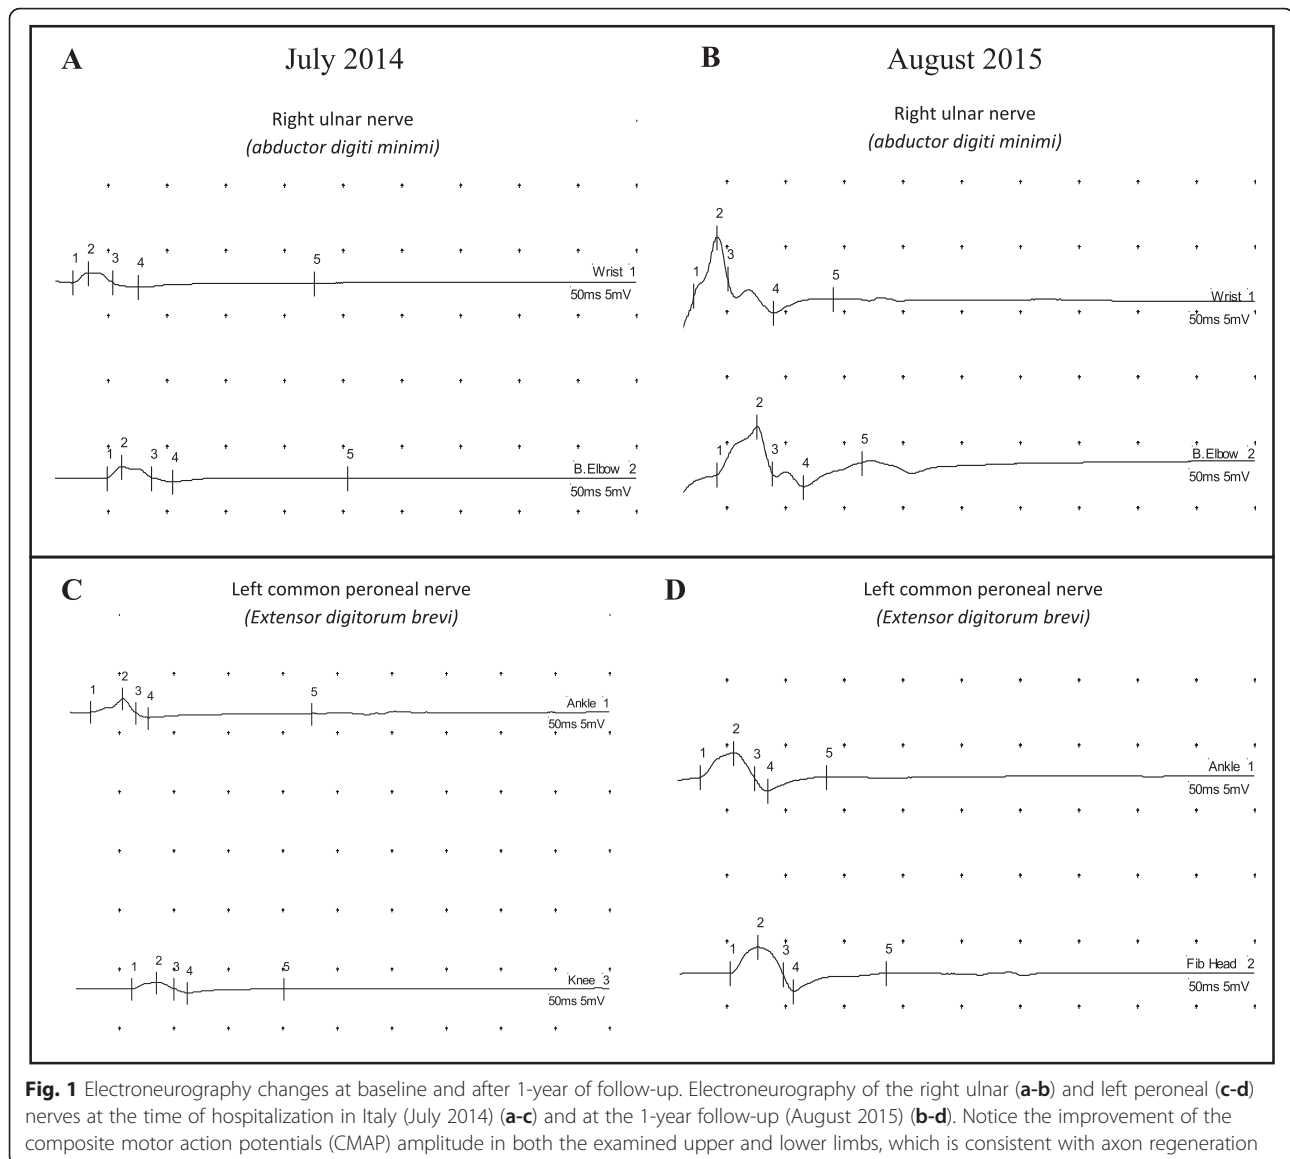 A
July 2014
B
August 2015
Right ulnar nerve
(abductor digiti minimi)
Right ulnar nerve
(abductor digiti minimi)
1 2 3 4 5
Wrist 1
50ms 5mV
1 2 3 4 5
Wrist 1
50ms 5mV
1 2 3 4 5
B.Elbow 2
50ms 5mV
1 2 3 4 5
B.Elbow 2
50ms 5mV
C
Left common peroneal nerve
(Extensor digitorum brevi)
D
Left common peroneal nerve
(Extensor digitorum brevi)
1 2 3 4 5
Ankle 1
50ms 5mV
1 2 3 4 5
Ankle 1
50ms 5mV
1 2 3 4 5
Knee 3
50ms 5mV
1 2 3 4 5
Fib Head 2
50ms 5mV
Fig. 1 Electroneurography changes at baseline and after 1-year of follow-up. Electroneurography of the right ulnar (a-b) and left peroneal (c-d)
nerves at the time of hospitalization in Italy (July 2014) (a-c) and at the 1-year follow-up (August 2015) (b-d). Notice the improvement of the
composite motor action potentials (CMAP) amplitude in both the examined upper and lower limbs, which is consistent with axon regeneration